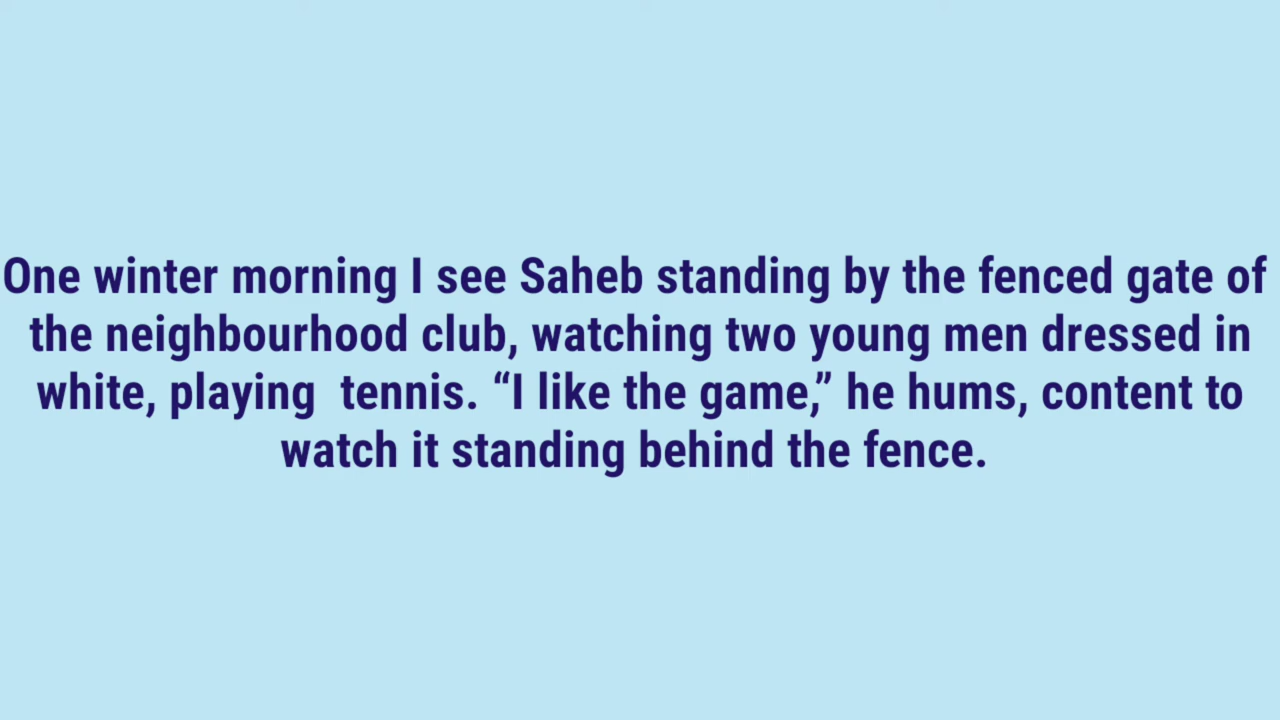 One winter morning I see Saheb standing by the fenced gate of
the neighbourhood club, watching two young men dressed in
white, playing  tennis. “I like the game,” he hums, content to
watch it standing behind the fence.